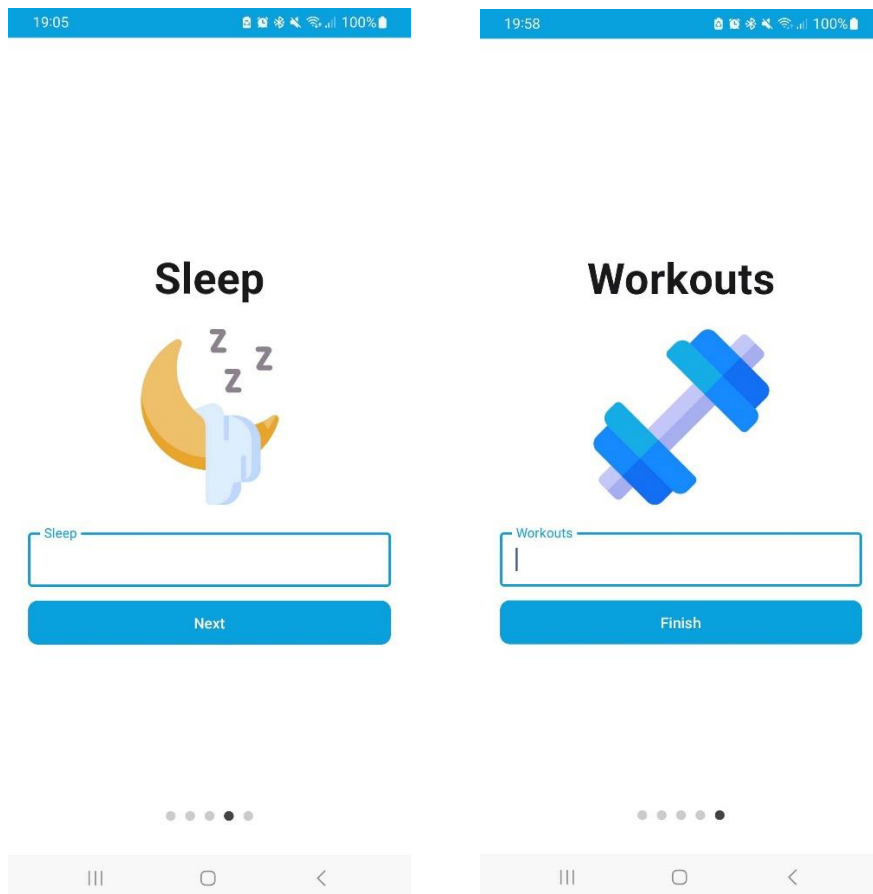 19:05 100%
Sleep
z z z
Sleep
Next
19:58 100%
Workouts
Workouts
Finish